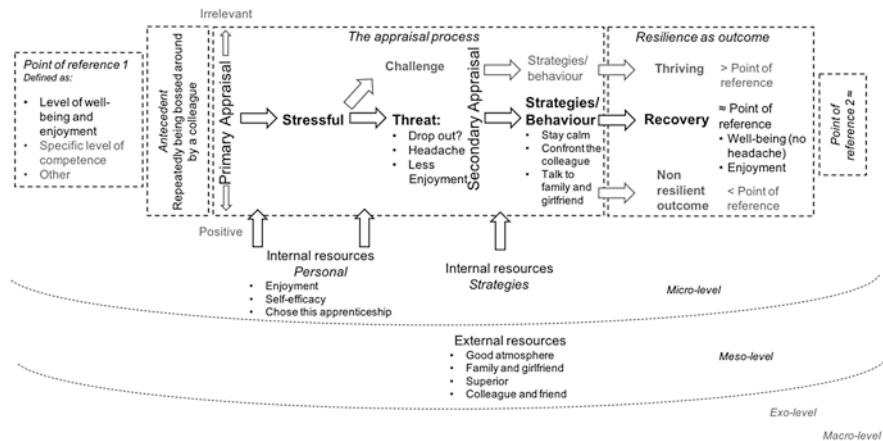 Irrelevant
The appraisal process
Resilience as outcome
Point of reference 1
Defined as:
• Level of well-
being and
enjoyment
• Specific level of
competence
• Other
Antecedent
Repeatedly being bossed around
by a colleague
Primary Appraisal
Positive
Stressful
Challenge
Threat:
• Drop out?
• Headache
• Less
Enjoyment
Secondary Appraisal
Strategies/
behaviour
Strategies/
Behaviour
• Stay calm
• Confront the
colleague
• Talk to
family and
girlfriend
Thriving
> Point of
reference
Recovery
≈ Point of
reference
• Well-being (no
headache)
• Enjoyment
Non
resilient
outcome
< Point of
reference
Point of
reference 2 ≈
Internal resources
Personal
• Enjoyment
• Self-efficacy
• Chose this apprenticeship
Internal resources
Strategies
Micro-level
External resources
• Good atmosphere
• Family and girlfriend
• Superior
• Colleague and friend
Meso-level
Exo-level
Macro-level